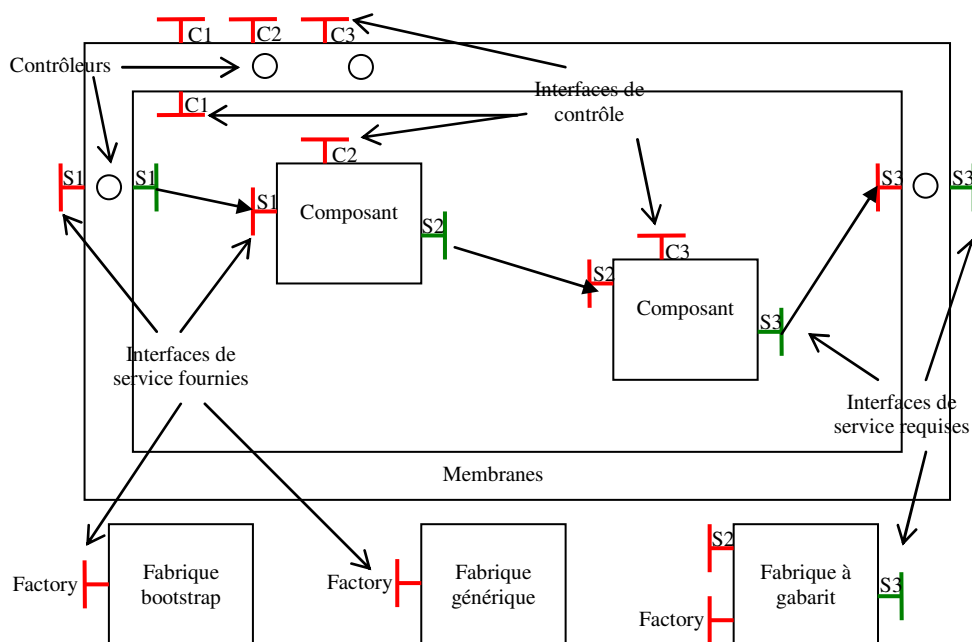 C1
C2
C3
Contrôleurs
C1
Interfaces de
contrôle
C2
S1
S1
S1
Composant
S2
S3
S3
C3
S2
Composant
S3
Interfaces de
service fournies
Interfaces de
service requises
Membranes
Factory
Fabrique
bootstrap
Factory
Fabrique
générique
S2
Factory
Fabrique à
gabarit
S3